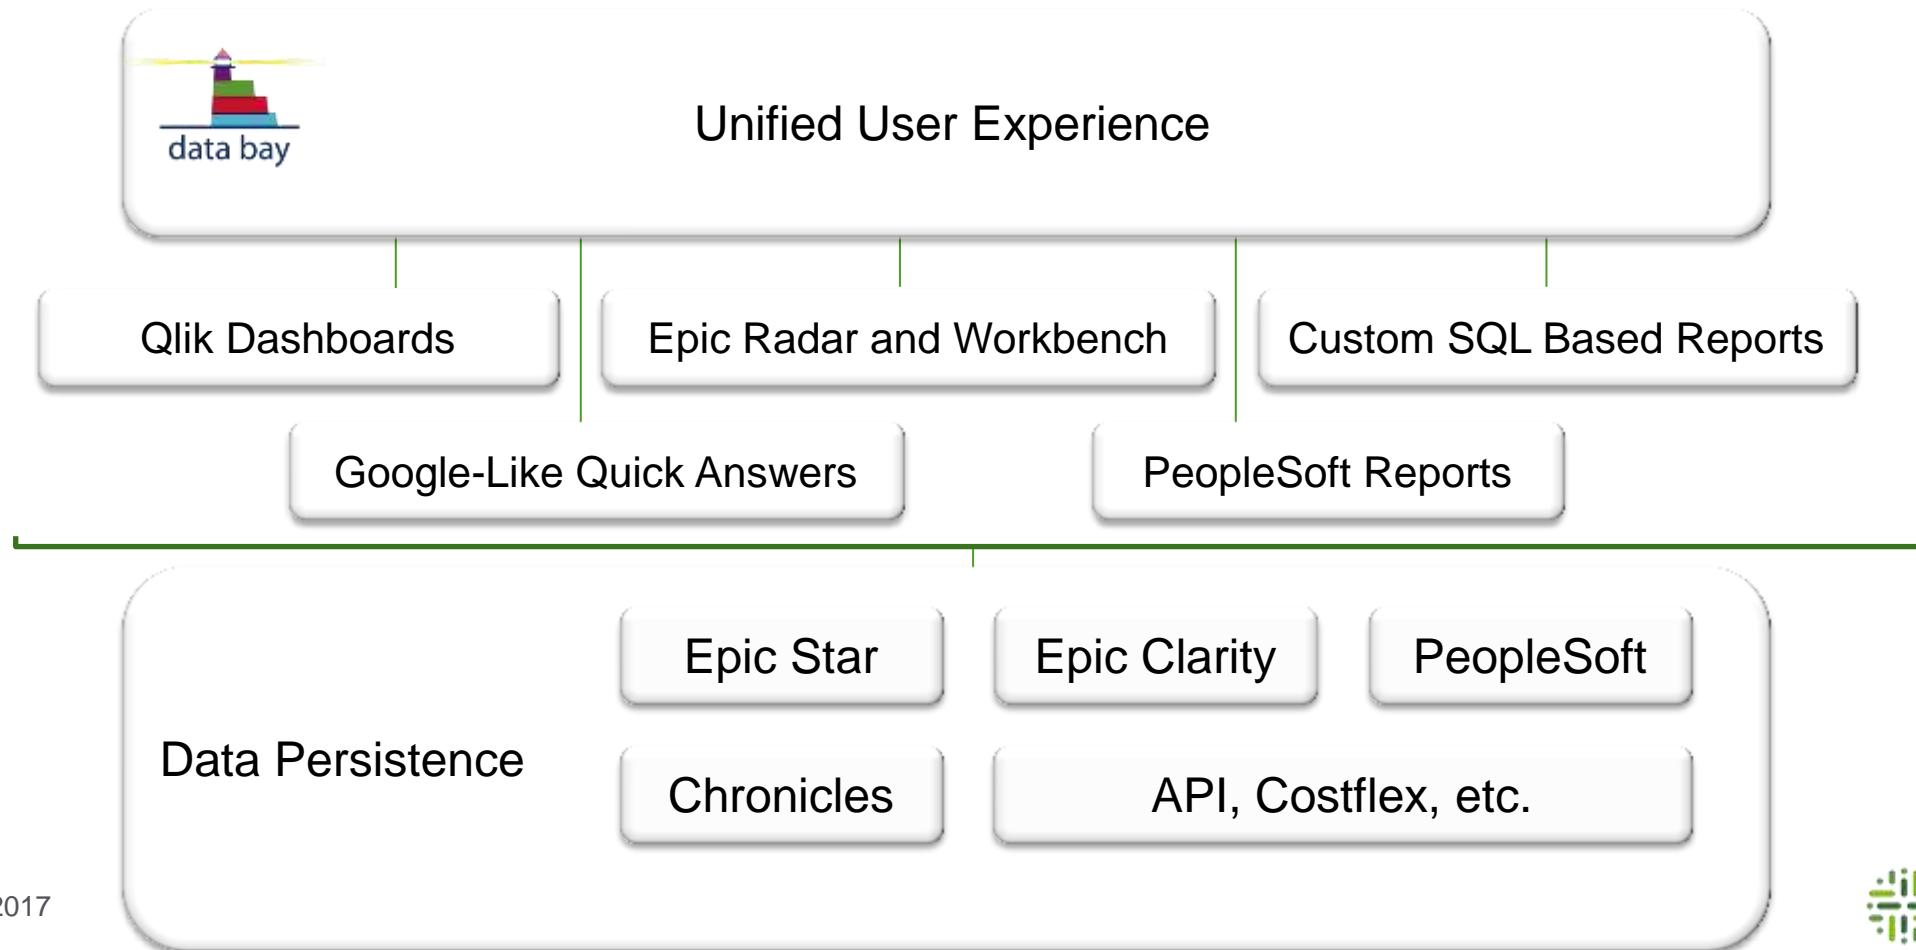 data bay
Unified User Experience
Qlik Dashboards
Epic Radar and Workbench
Custom SQL Based Reports
Google-Like Quick Answers
PeopleSoft Reports
Epic Star
Epic Clarity
PeopleSoft
Data Persistence
Chronicles
API, Costflex, etc.
2017